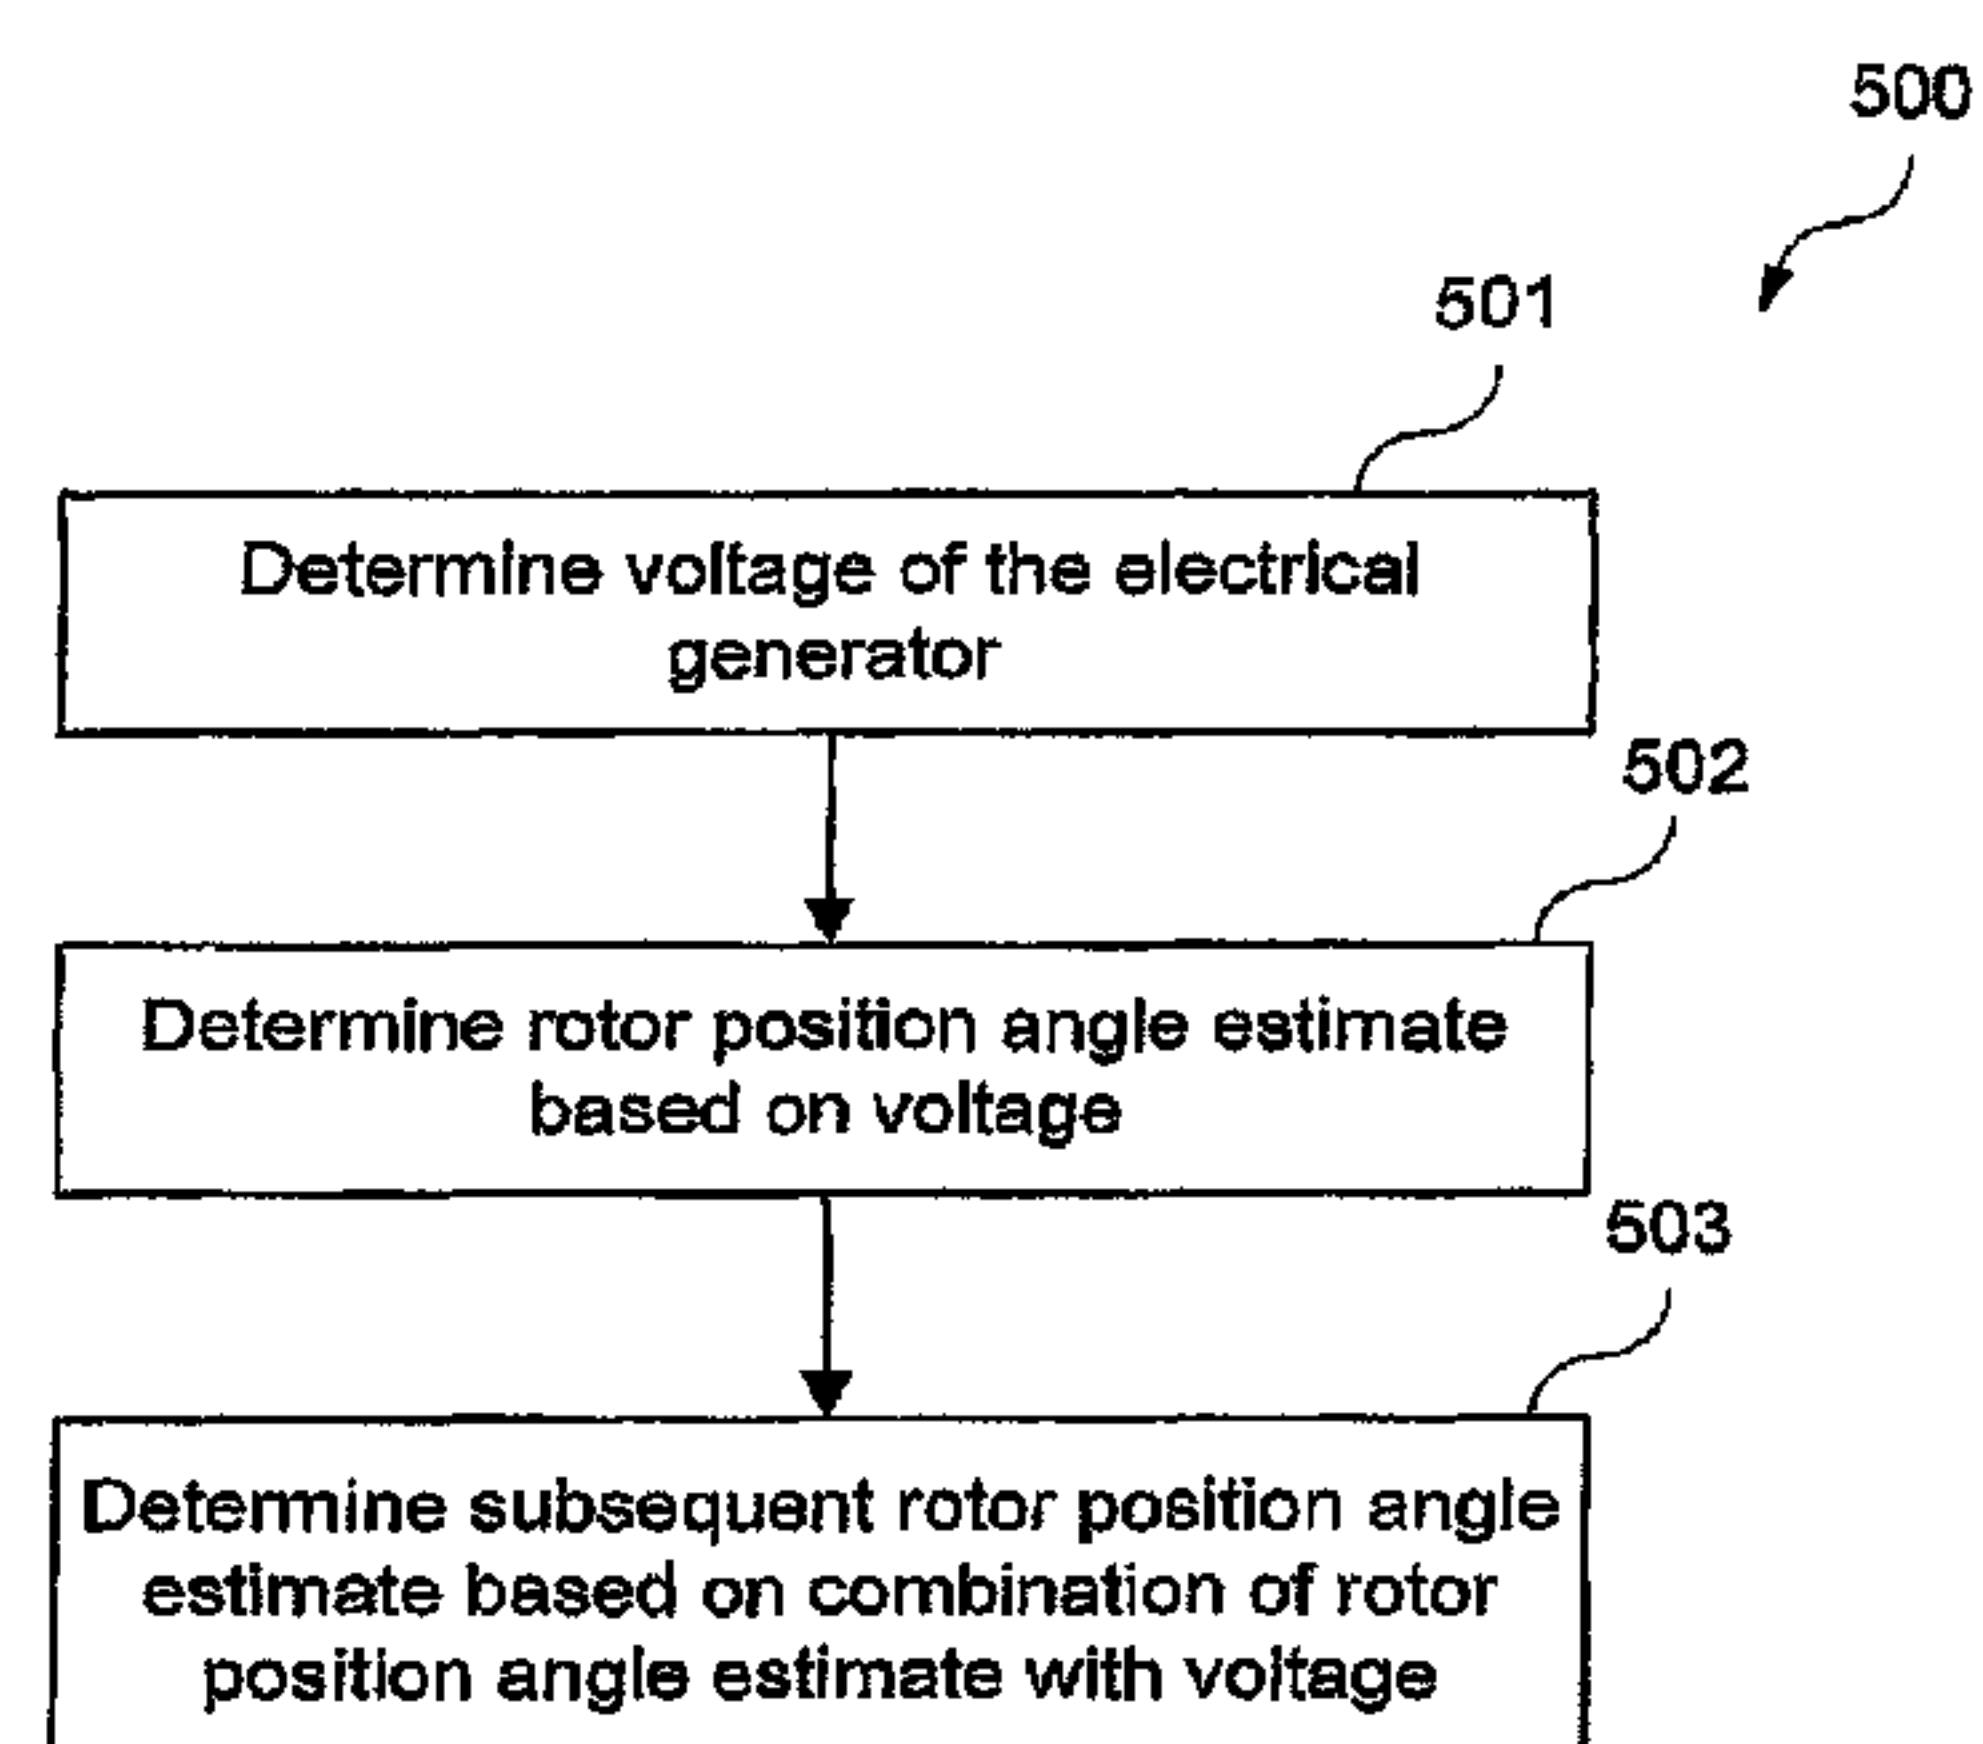 500
501
Determine voltage of the electrical
generator
502
Determine rotor position angle estimate
based on voltage
503
Determine subsequent rotor position angle
estimate based on combination of rotor
position angle estimate with voltage